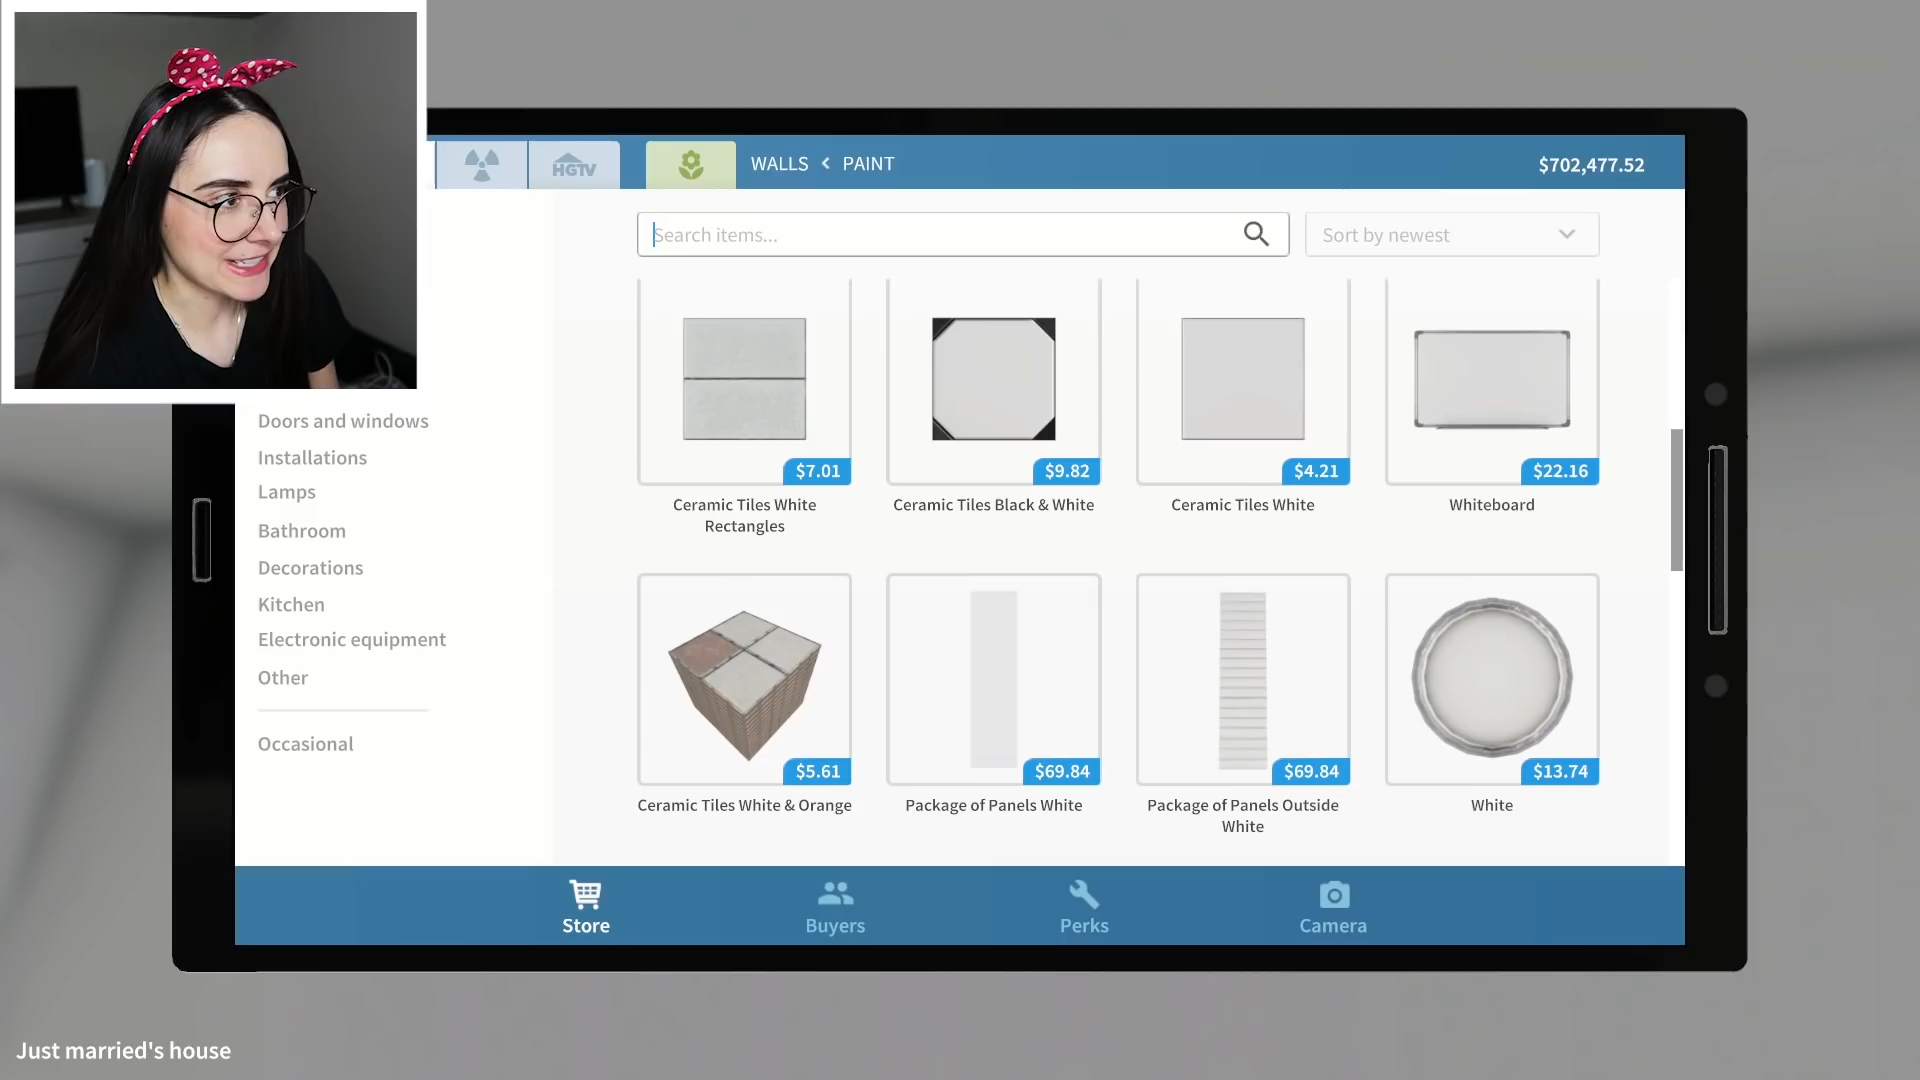 HGTV
WALLS < PAINT
$702,477.52
Search items...
Sort by newest
Doors and windows
Installations
Lamps
Bathroom
Decorations
Kitchen
Electronic equipment
Other
Occasional
$7.01
$9.82
$4.21
$22.16
Ceramic Tiles White
Rectangles
Ceramic Tiles Black & White
Ceramic Tiles White
Whiteboard
$5.61
$69.84
$69.84
$13.74
Ceramic Tiles White & Orange
Package of Panels White
Package of Panels Outside
White
White
Store
Buyers
Perks
Camera
Just married's house